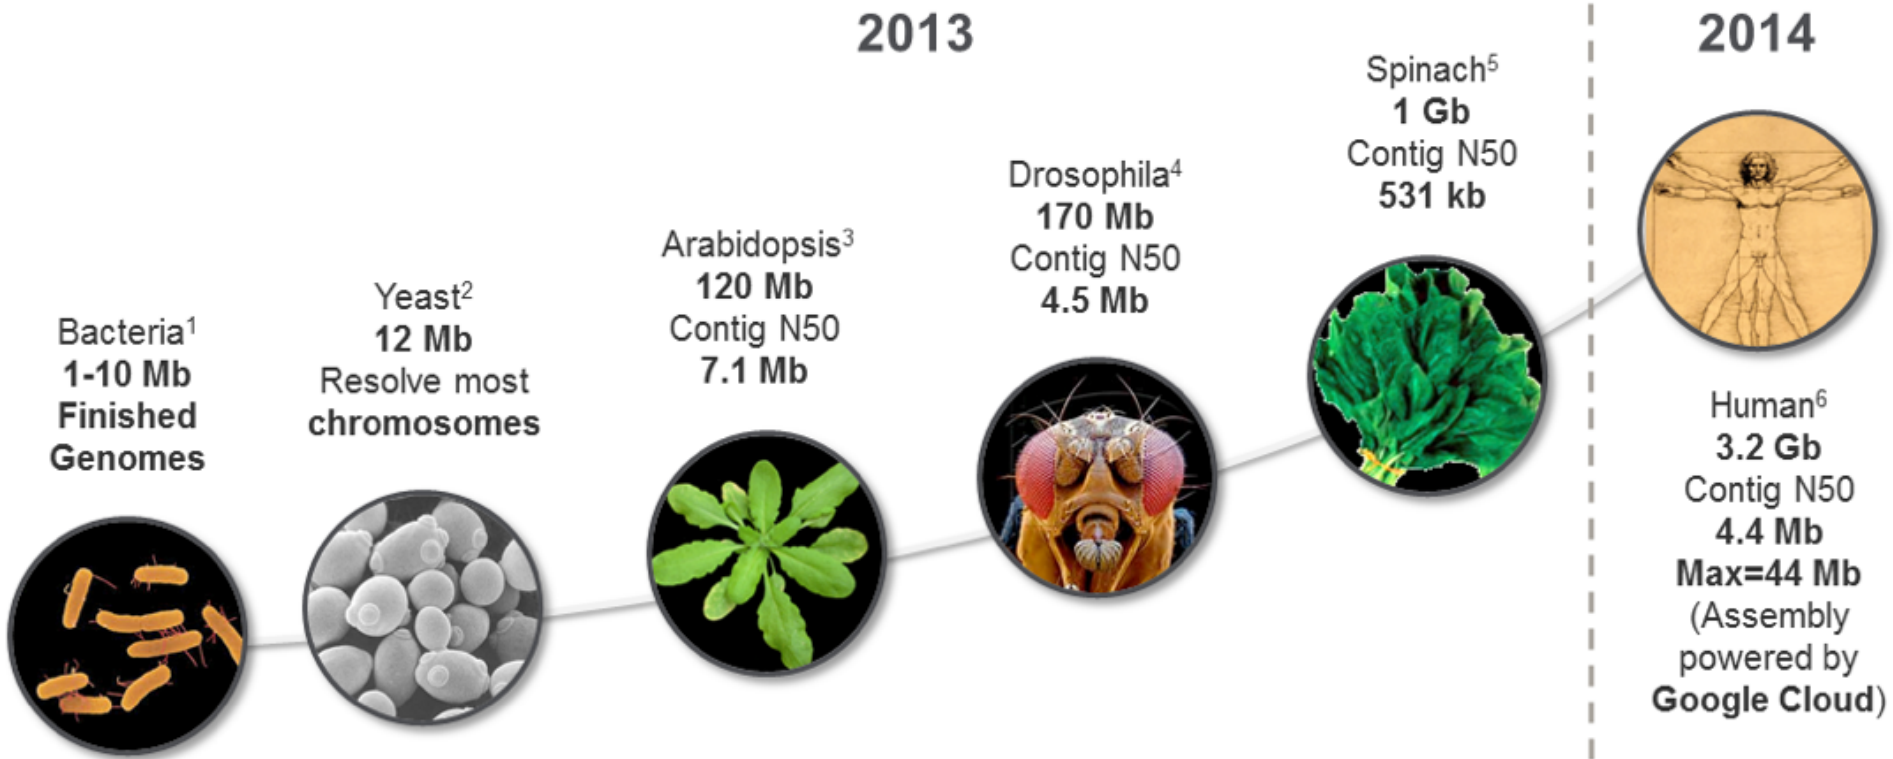 2013
2014
Bacteria¹
1-10 Mb
Finished
Genomes
Yeast²
12 Mb
Resolve most
chromosomes
Arabidopsis³
120 Mb
Contig N50
7.1 Mb
Drosophila⁴
170 Mb
Contig N50
4.5 Mb
Spinach⁵
1 Gb
Contig N50
531 kb
Human⁶
3.2 Gb
Contig N50
4.4 Mb
Max=44 Mb
(Assembly
powered by
Google Cloud)